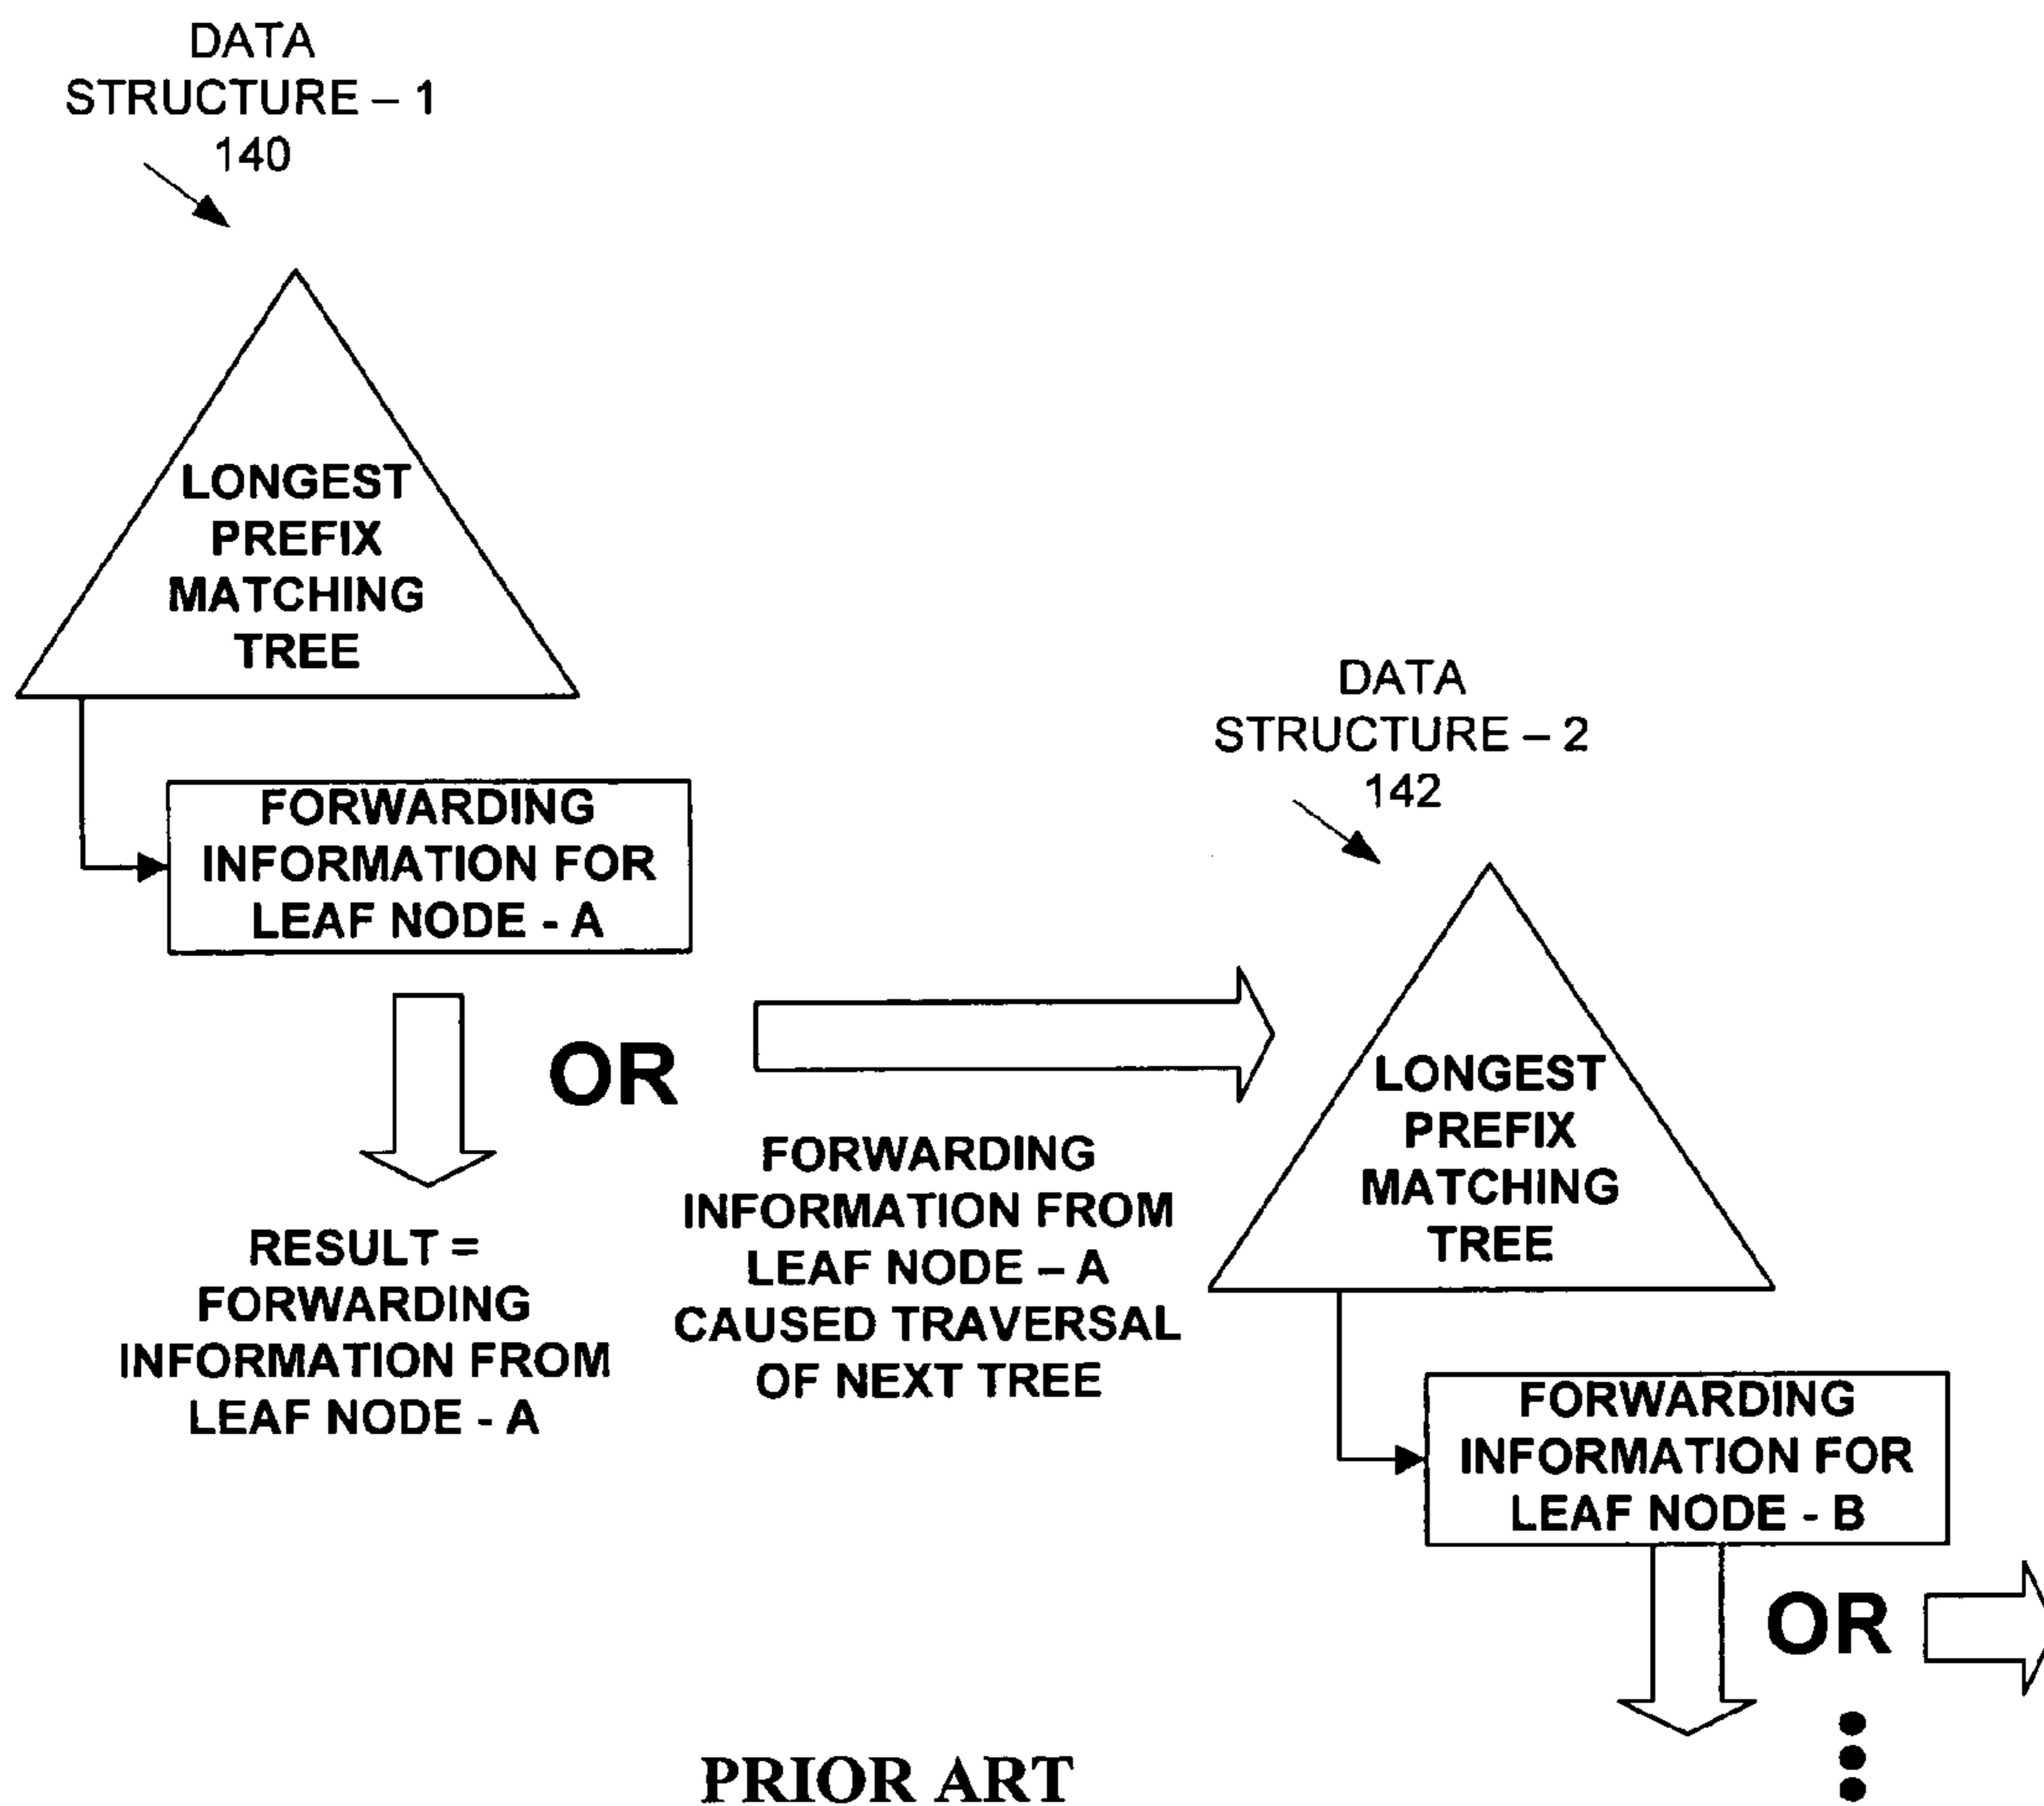 DATA
STRUCTURE – 1
140
LONGEST
PREFIX
MATCHING
TREE
FORWARDING
INFORMATION FOR
LEAF NODE - A
OR
RESULT =
FORWARDING
INFORMATION FROM
LEAF NODE - A
FORWARDING
INFORMATION FROM
LEAF NODE – A
CAUSED TRAVERSAL
OF NEXT TREE
DATA
STRUCTURE – 2
142
LONGEST
PREFIX
MATCHING
TREE
FORWARDING
INFORMATION FOR
LEAF NODE - B
OR
PRIOR ART